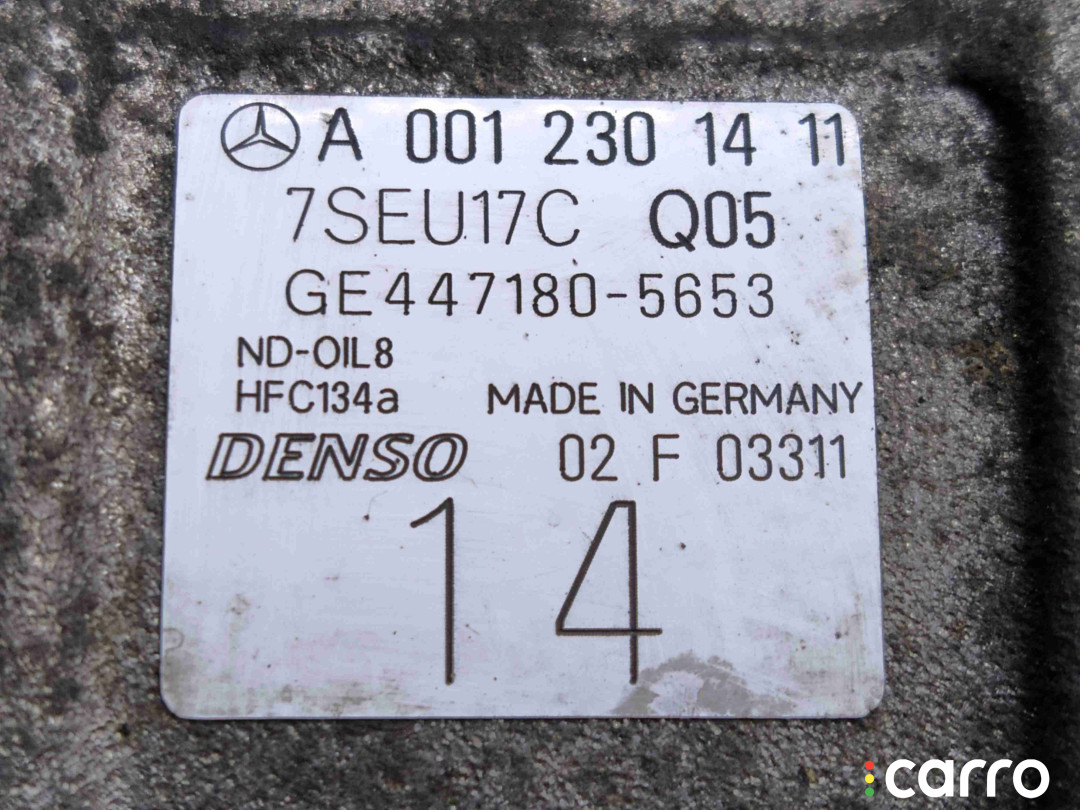 A 001 230 14 11
7SEU17C Q05
GE447180-5653
ND-OIL8
HFC134a MADE IN GERMANY
DENSO 02 F 03311
14
carro